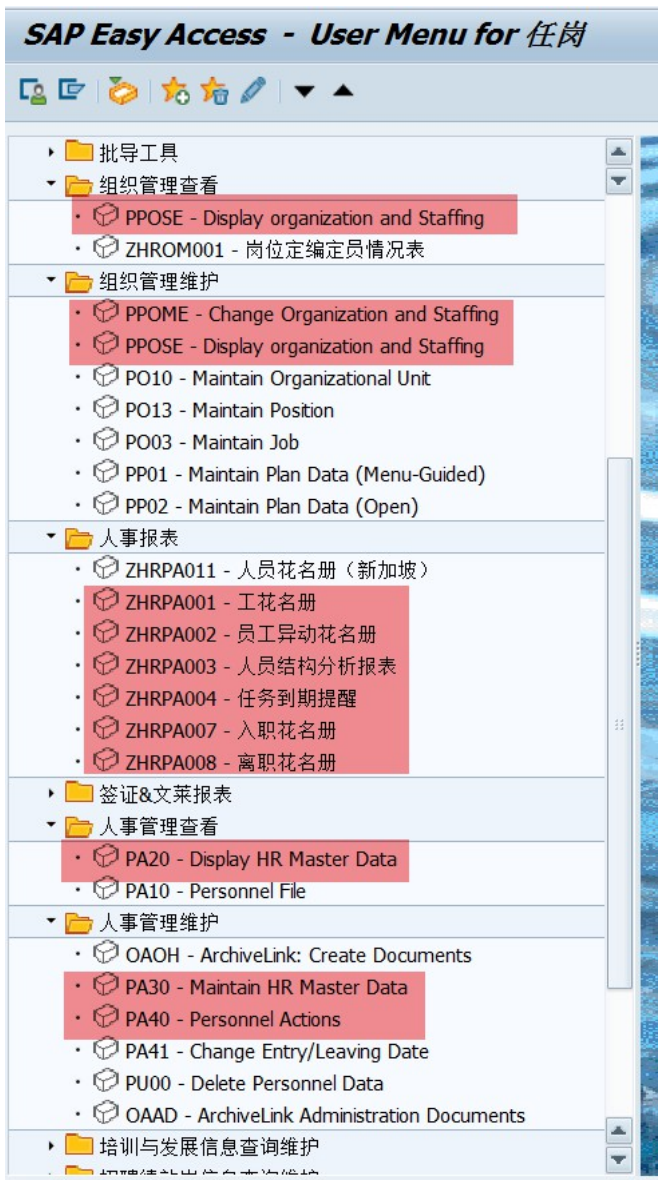 SAP Easy Access - User Menu for 任岗
批导工具
组织管理查看
PPOSE - Display organization and Staffing
ZHROM001 - 岗位定编定员情况表
组织管理维护
PPOME - Change Organization and Staffing
PPOSE - Display organization and Staffing
PO10 - Maintain Organizational Unit
PO13 - Maintain Position
PO03 - Maintain Job
PP01 - Maintain Plan Data (Menu-Guided)
PP02 - Maintain Plan Data (Open)
人事报表
ZHRPA011 - 人员花名册（新加坡）
ZHRPA001 - 工花名册
ZHRPA002 - 员工异动花名册
ZHRPA003 - 人员结构分析报表
ZHRPA004 - 任务到期提醒
ZHRPA007 - 入职花名册
ZHRPA008 - 离职花名册
签证&文莱报表
人事管理查看
PA20 - Display HR Master Data
PA10 - Personnel File
人事管理维护
OAOH - ArchiveLink: Create Documents
PA30 - Maintain HR Master Data
PA40 - Personnel Actions
PA41 - Change Entry/Leaving Date
PU00 - Delete Personnel Data
OAAD - ArchiveLink Administration Documents
培训与发展信息查询维护